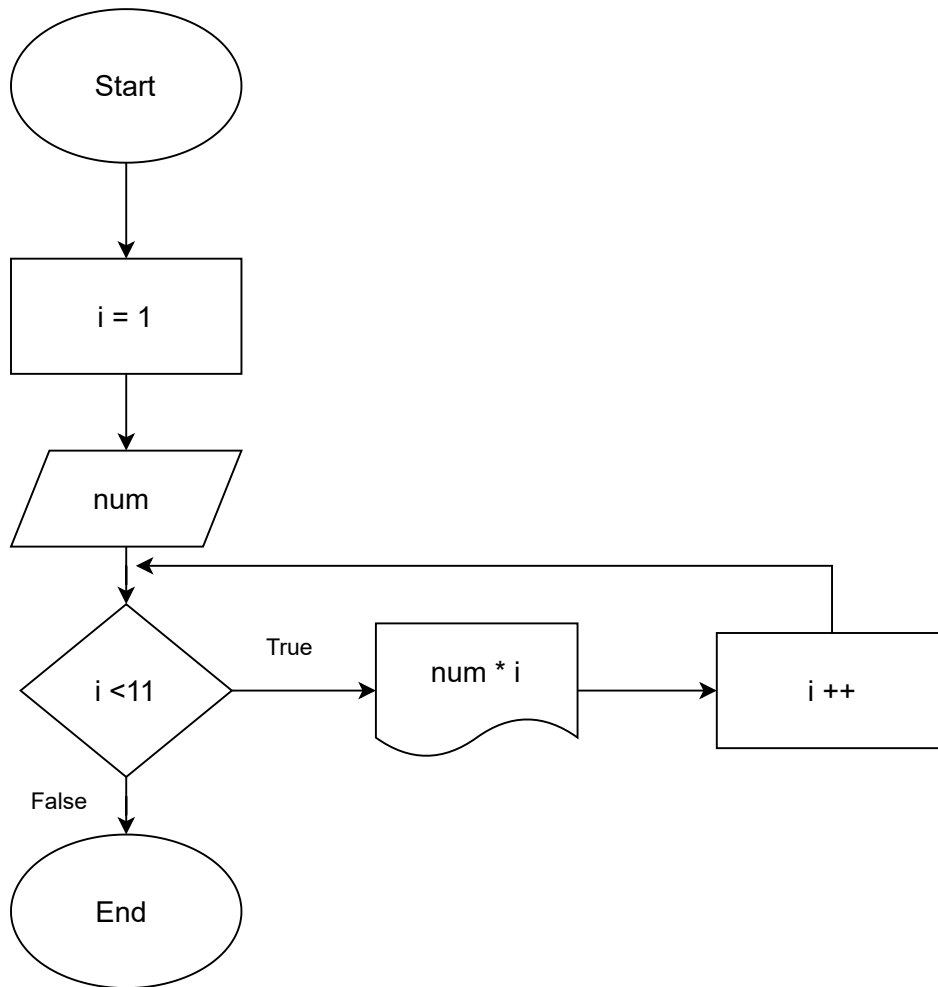 Start
i = 1
num
i <11
True
num * i
i ++
False
End